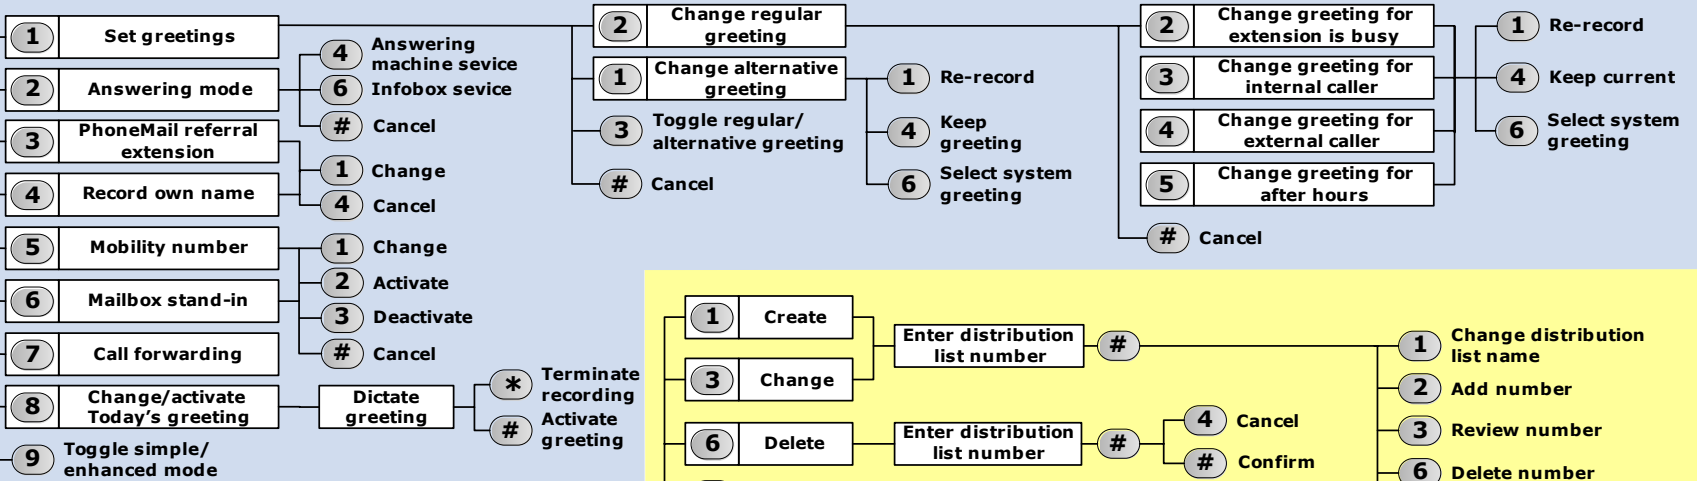 1 Set greetings
2 Answering mode
4 Answering
machine sevice
6 Infobox sevice
# Cancel
3 PhoneMail referral
extension
4 Record own name
1 Change
4 Cancel
5 Mobility number
6 Mailbox stand-in
7 Call forwarding
1 Change
2 Activate
3 Deactivate
# Cancel
8 Change/activate
Today's greeting
Dictate
greeting
* Terminate
recording
# Activate
greeting
9 Toggle simple/
enhanced mode
2 Change regular
greeting
1 Change alternative
greeting
3 Toggle regular/
alternative greeting
# Cancel
1 Re-record
4 Keep
greeting
6 Select system
greeting
2 Change greeting for
extension is busy
3 Change greeting for
internal caller
4 Change greeting for
external caller
5 Change greeting for
after hours
# Cancel
1 Re-record
4 Keep current
6 Select system
greeting
1 Create
3 Change
Enter distribution
list number
#
6 Delete
Enter distribution
list number
#
4 Cancel
# Confirm
1 Change distribution
list name
2 Add number
3 Review number
6 Delete number